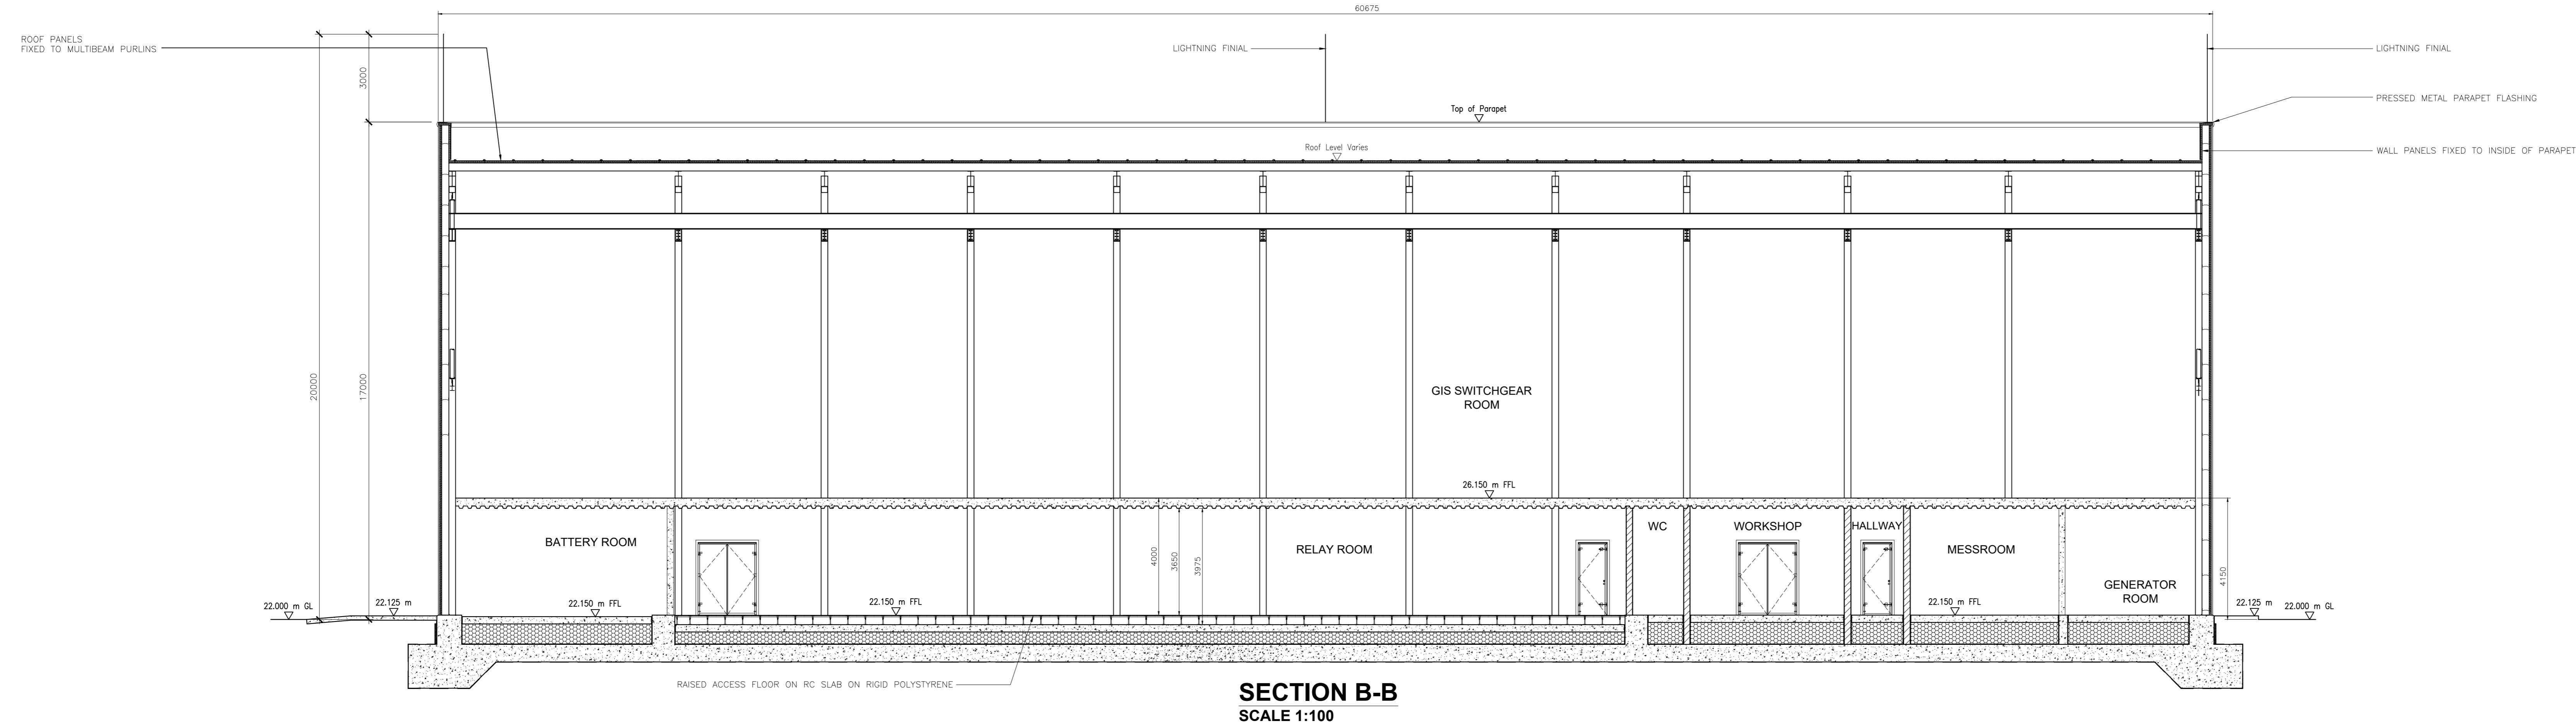 60675
ROOF PANELS
FIXED TO MULTIBEAM PURLINS
LIGHTNING FINIAL
LIGHTNING FINIAL
3000
PRESSED METAL PARAPET FLASHING
Top of Parapet
Roof Level Varies
WALL PANELS FIXED TO INSIDE OF PARAPET
20000
17000
GIS SWITCHGEAR
ROOM
26.150 m FFL
BATTERY ROOM
RELAY ROOM
WC
WORKSHOP
HALLWAY
MESSROOM
GENERATOR
ROOM
4000
3650
3975
4150
22.000 m GL
22.125 m
22.150 m FFL
22.150 m FFL
22.150 m FFL
22.125 m
22.000 m GL
RAISED ACCESS FLOOR ON RC SLAB ON RIGID POLYSTYRENE
SECTION B-B
SCALE 1:100